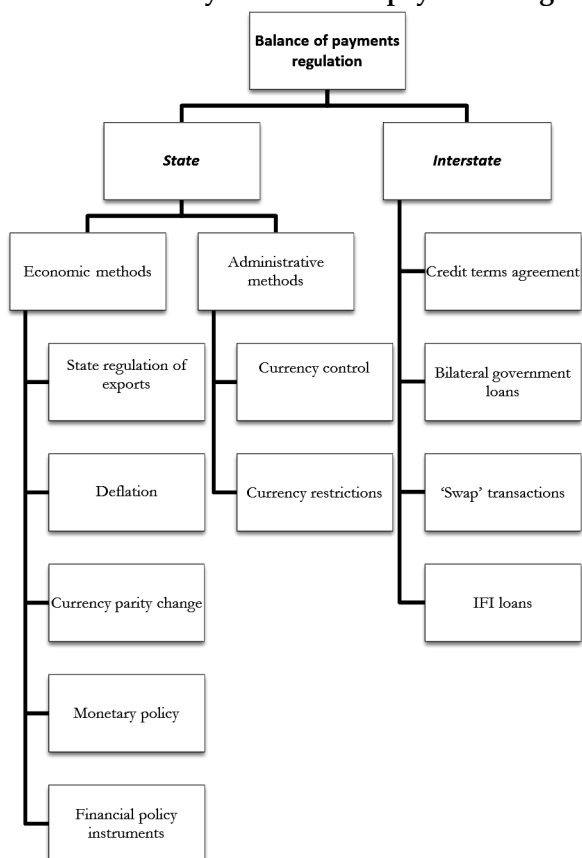 Balance of payments
regulation
State
Interstate
Economic methods
Administrative
methods
Credit terms agreement
State regulation of
exports
Currency control
Bilateral government
loans
Deflation
Currency restrictions
‘Swap’ transactions
Currency parity change
IFI loans
Monetary policy
Financial policy
instruments